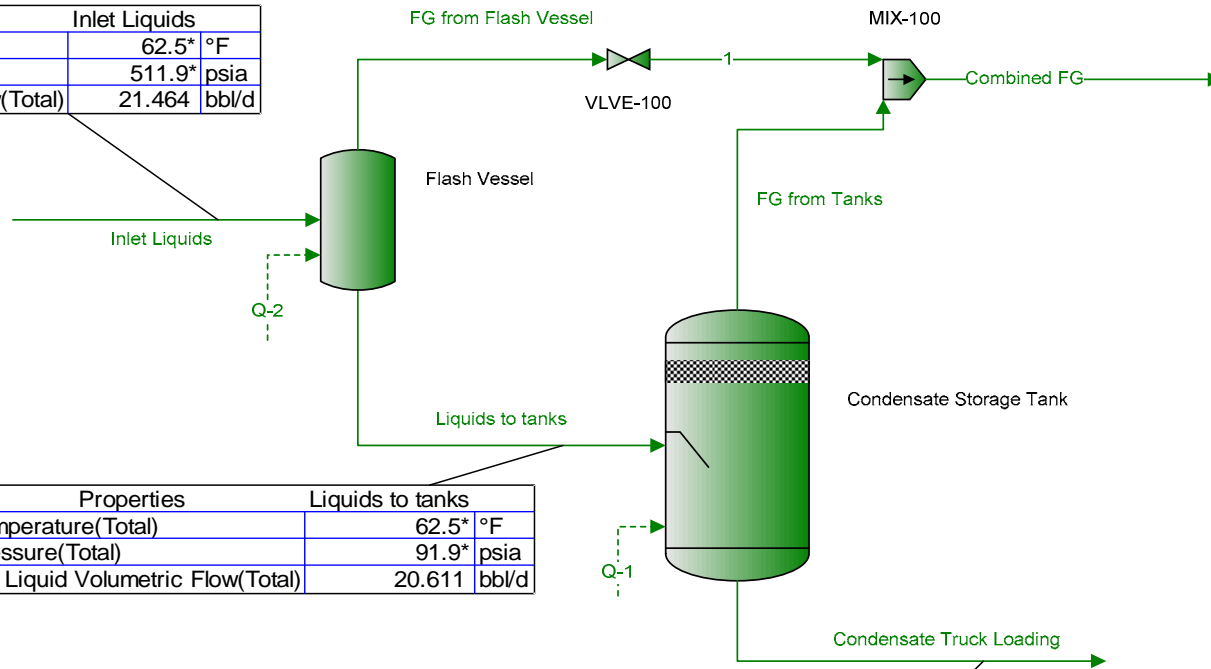 Inlet Liquids
62.5* °F
511.9* psia
(Total) 21.464 bbl/d
FG from Flash Vessel
MIX-100
1
Combined FG
VLVE-100
Flash Vessel
FG from Tanks
Inlet Liquids
Q-2
Condensate Storage Tank
Liquids to tanks
Properties Liquids to tanks
mperature(Total) 62.5* °F
essure(Total) 91.9* psia
Liquid Volumetric Flow(Total) 20.611 bbl/d
Q-1
Condensate Truck Loading